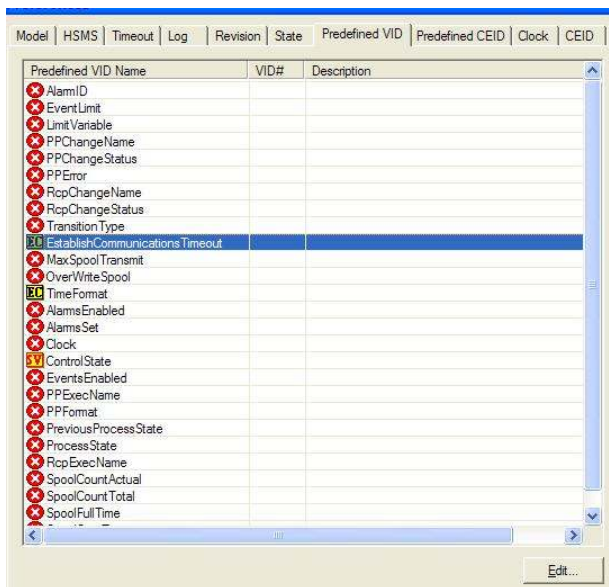 Model HSMS Timeout Log Revision State Predefined VID Predefined CEID Clock CEID
Predefined VID Name VID# Description
AlarmID
EventLimit
LimitVariable
PPChangeName
PPChangeStatus
PPError
RcpChangeName
RcpChangeStatus
TransitionType
EC EstablishCommunicationsTimeout
MaxSpoolTransmit
OverWriteSpool
EC TimeFormat
AlarmsEnabled
AlarmsSet
Clock
SV ControlState
EventsEnabled
PPExecName
PPFormat
PreviousProcessState
ProcessState
RcpExecName
SpoolCountActual
SpoolCountTotal
SpoolFullTime
Edit...